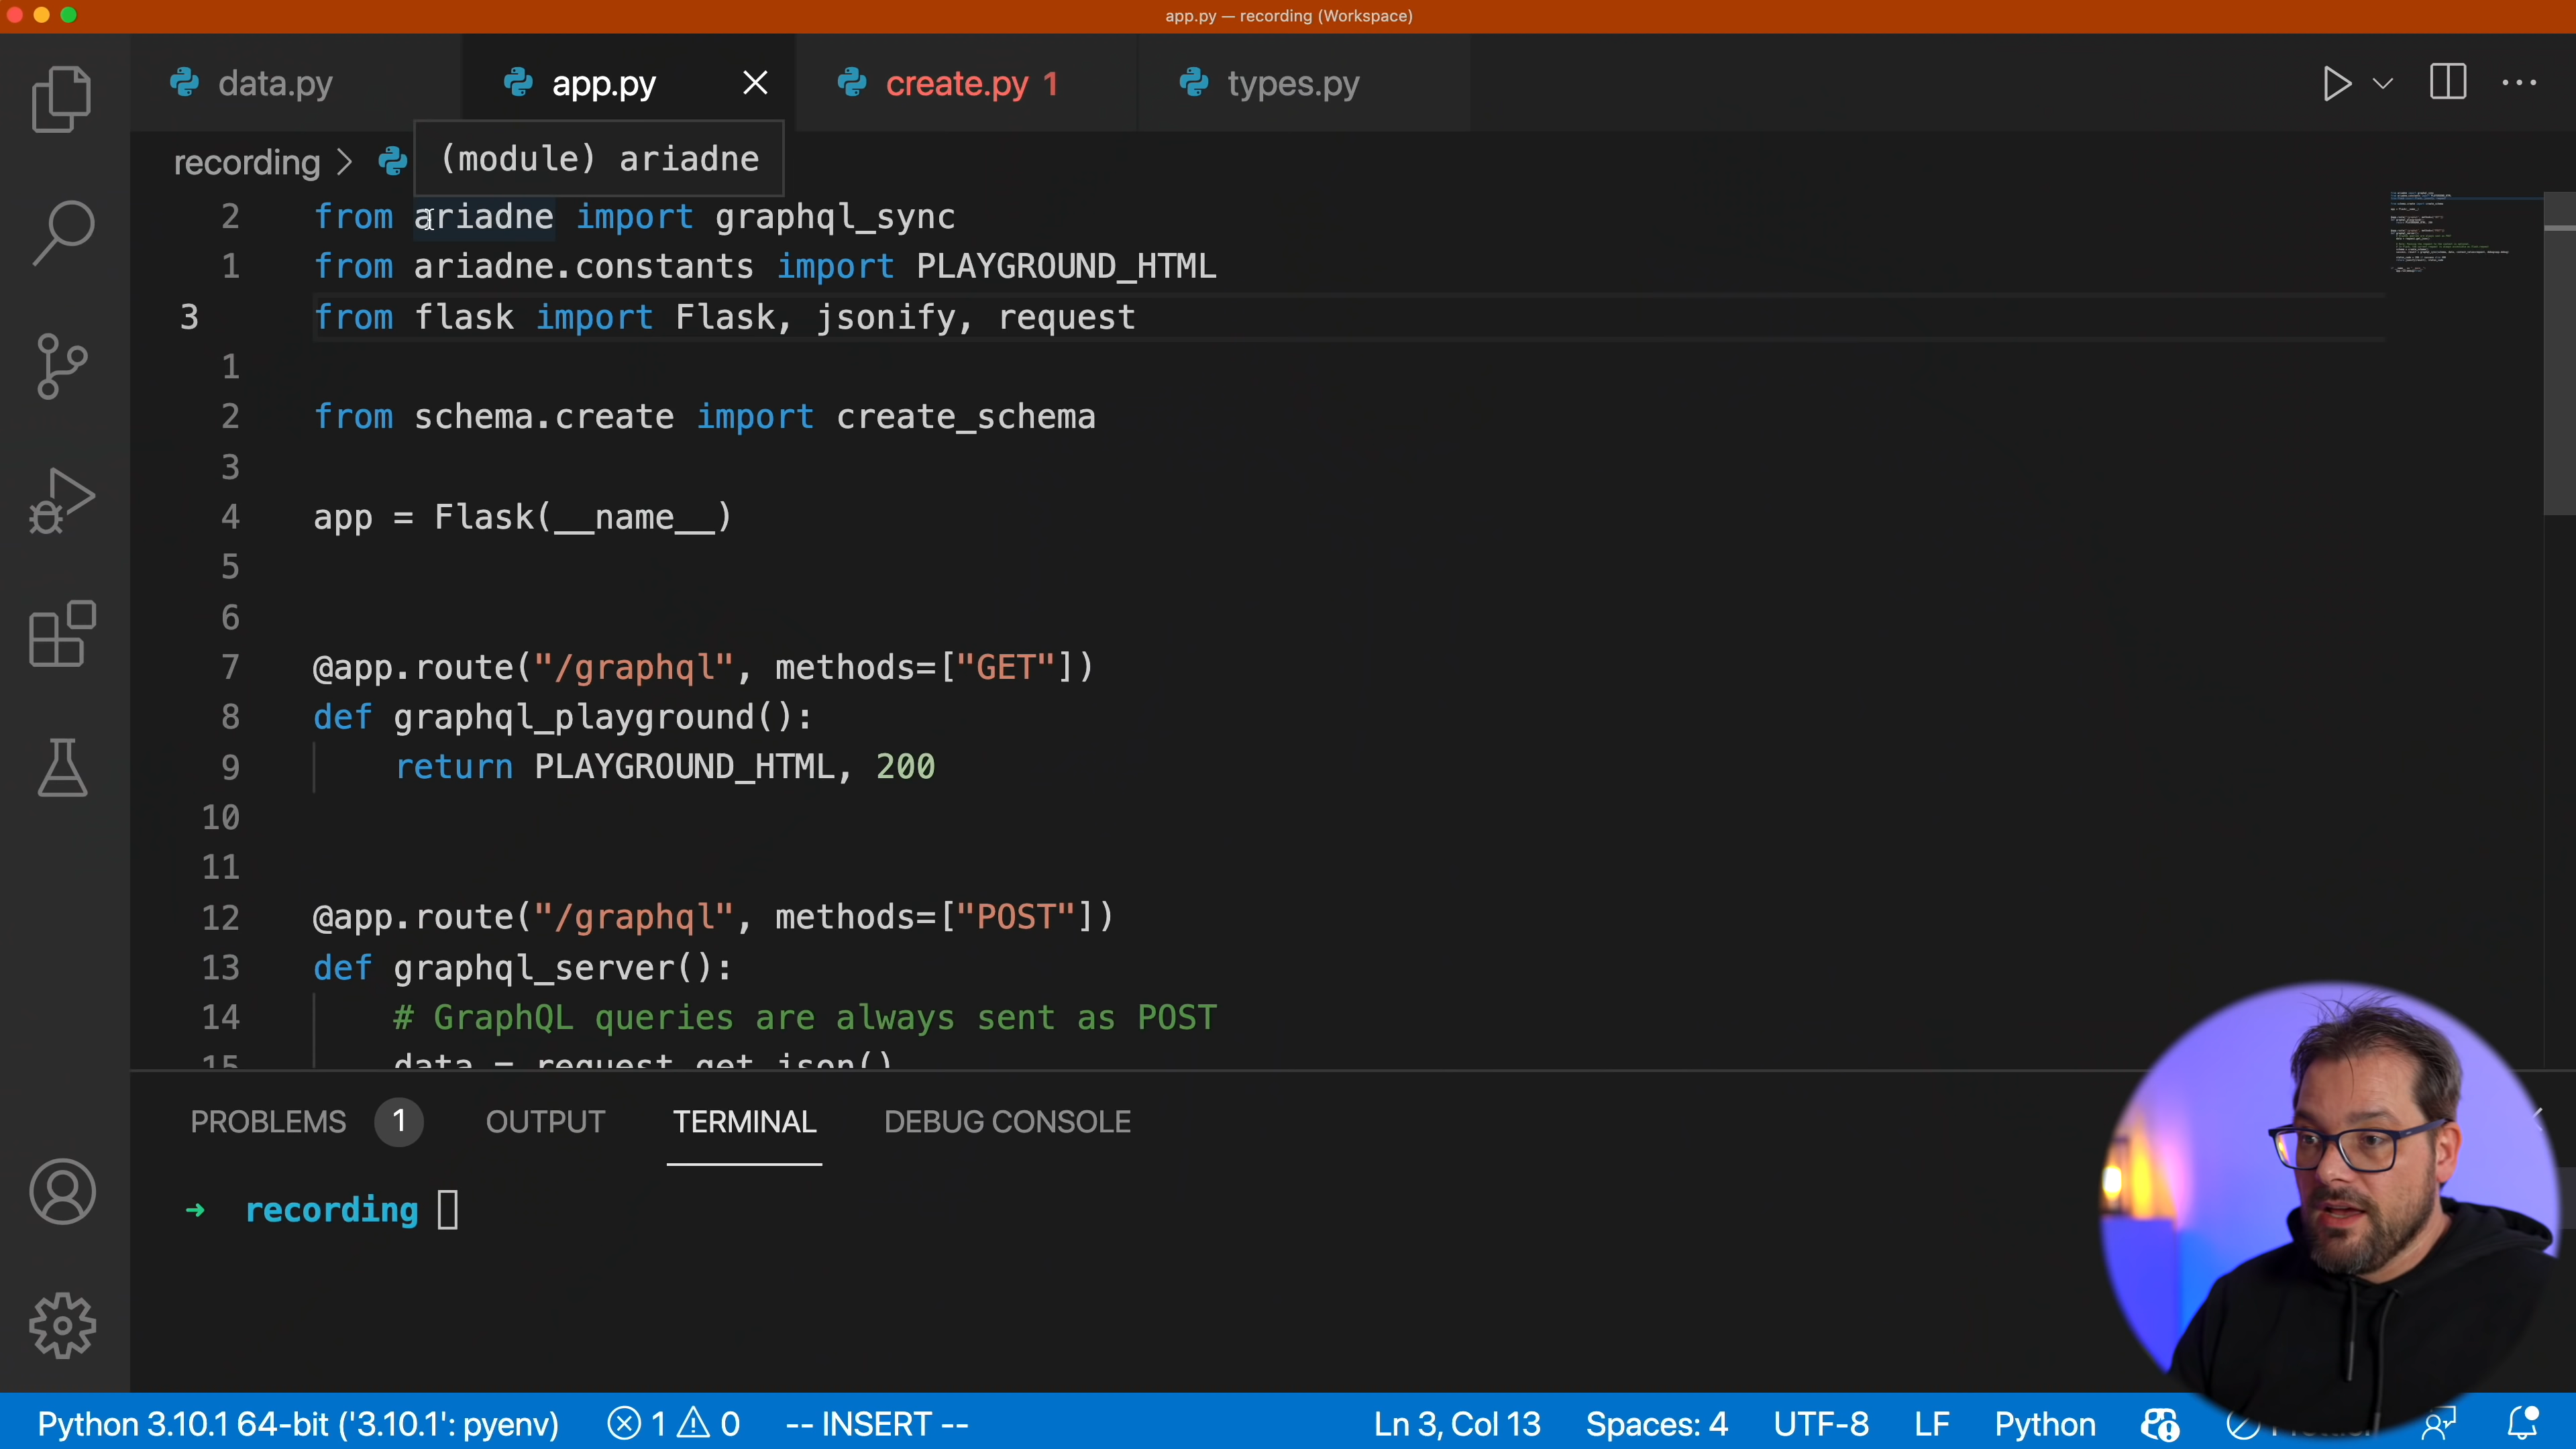 app.py — recording (Workspace)
data.py
app.py
create.py 1
types.py
recording
(module) ariadne
2 from ariadne import graphql_sync
1 from ariadne.constants import PLAYGROUND_HTML
3 from flask import Flask, jsonify, request
1
2 from schema.create import create_schema
3
4 app = Flask(__name__)
5
6
7 @app.route("/graphql", methods=["GET"])
8 def graphql_playground():
9 return PLAYGROUND_HTML, 200
10
11
12 @app.route("/graphql", methods=["POST"])
13 def graphql_server():
14 # GraphQL queries are always sent as POST
15 data = request.get_json()
PROBLEMS 1 OUTPUT TERMINAL DEBUG CONSOLE
➜ recording
Python 3.10.1 64-bit ('3.10.1': pyenv) 1 0 -- INSERT -- Ln 3, Col 13 Spaces: 4 UTF-8 LF Python